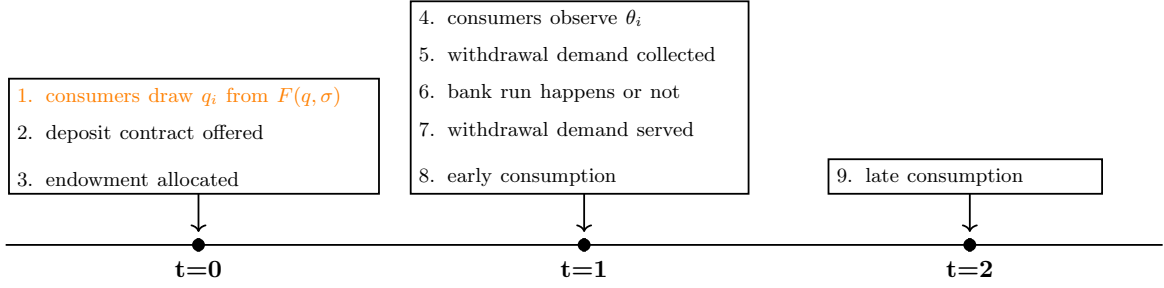 1. consumers draw q_i from F(q, σ)
2. deposit contract offered
3. endowment allocated
4. consumers observe θ_i
5. withdrawal demand collected
6. bank run happens or not
7. withdrawal demand served
8. early consumption
9. late consumption
t=0
t=1
t=2